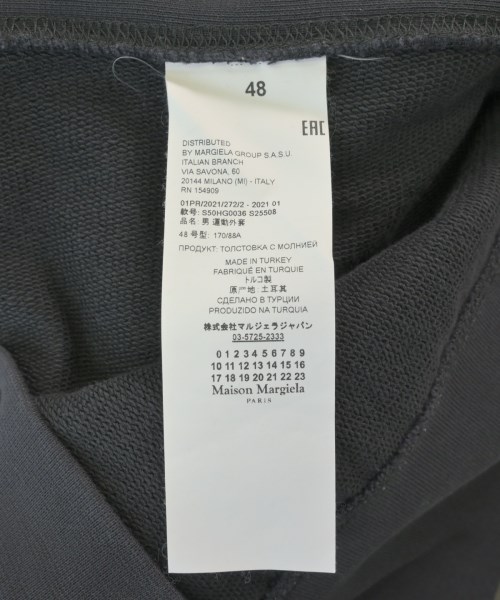 48
EAC
DISTRIBUTED
BY MARGIELA GROUP S.A.S.U.
ITALIAN BRANCH
VIA SAVONA, 60
20144 MILANO (MI) - ITALY
RN 154909
01PR/2021/272/2 - 2021 01
款号: S50HG0036 S25508
品名: 男 運動外套
48 号型: 170/88A
ПРОДУКТ: ТОЛСТОВКА С МОЛНИЕЙ
MADE IN TURKEY
FABRIQUÉ EN TURQUIE
トルコ製
原产地 土耳其
СДЕЛАНО В ТУРЦИИ
PRODUZIDO NA TURQUIA
株式会社マルジェラジャパン
03-5725-2333
0 1 2 3 4 5 6 7 8 9
10 11 12 13 14 15 16
17 18 19 20 21 22 23
Maison Margiela
PARIS